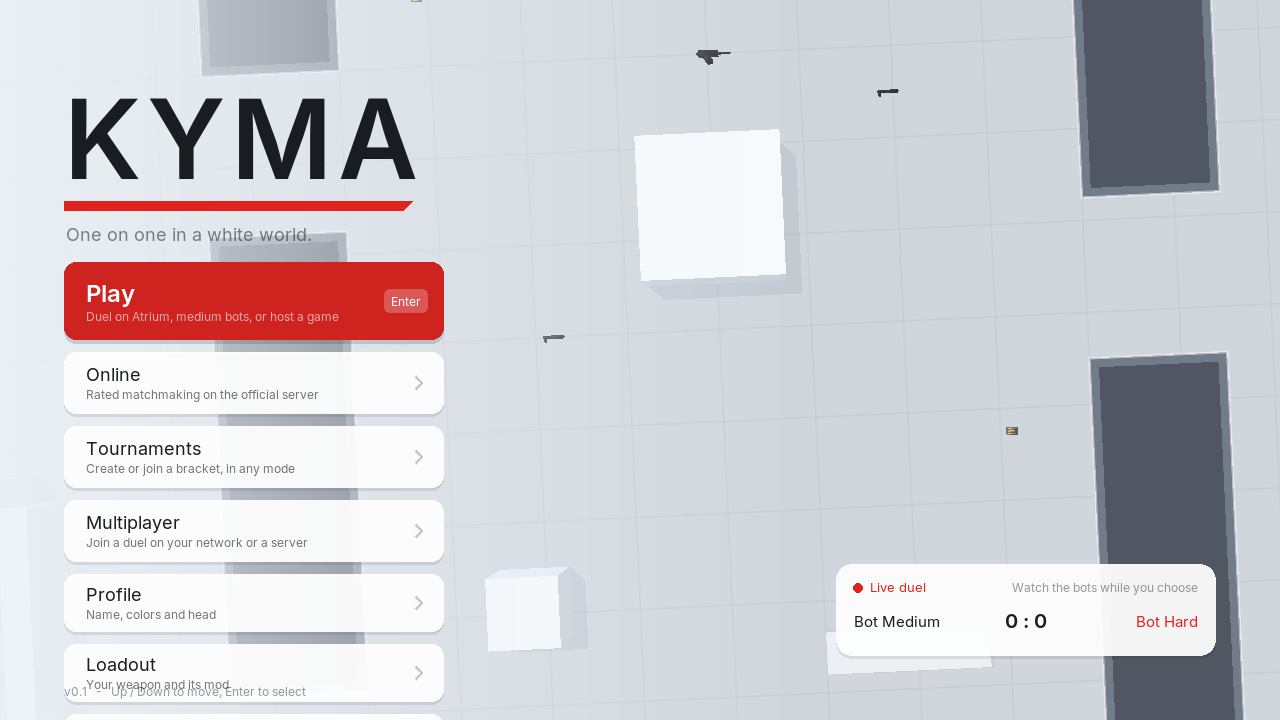 KYMA
One on one in a white world.
Play
Duel on Atrium, medium bots, or host a game
Enter
Online
Rated matchmaking on the official server
Tournaments
Create or join a bracket, in any mode
Multiplayer
Join a duel on your network or a server
Profile
Name, colors and head
Loadout
Your weapon and its mod
v0.1 - Up / Down to move, Enter to select
Live duel
Watch the bots while you choose
Bot Medium
0 : 0
Bot Hard